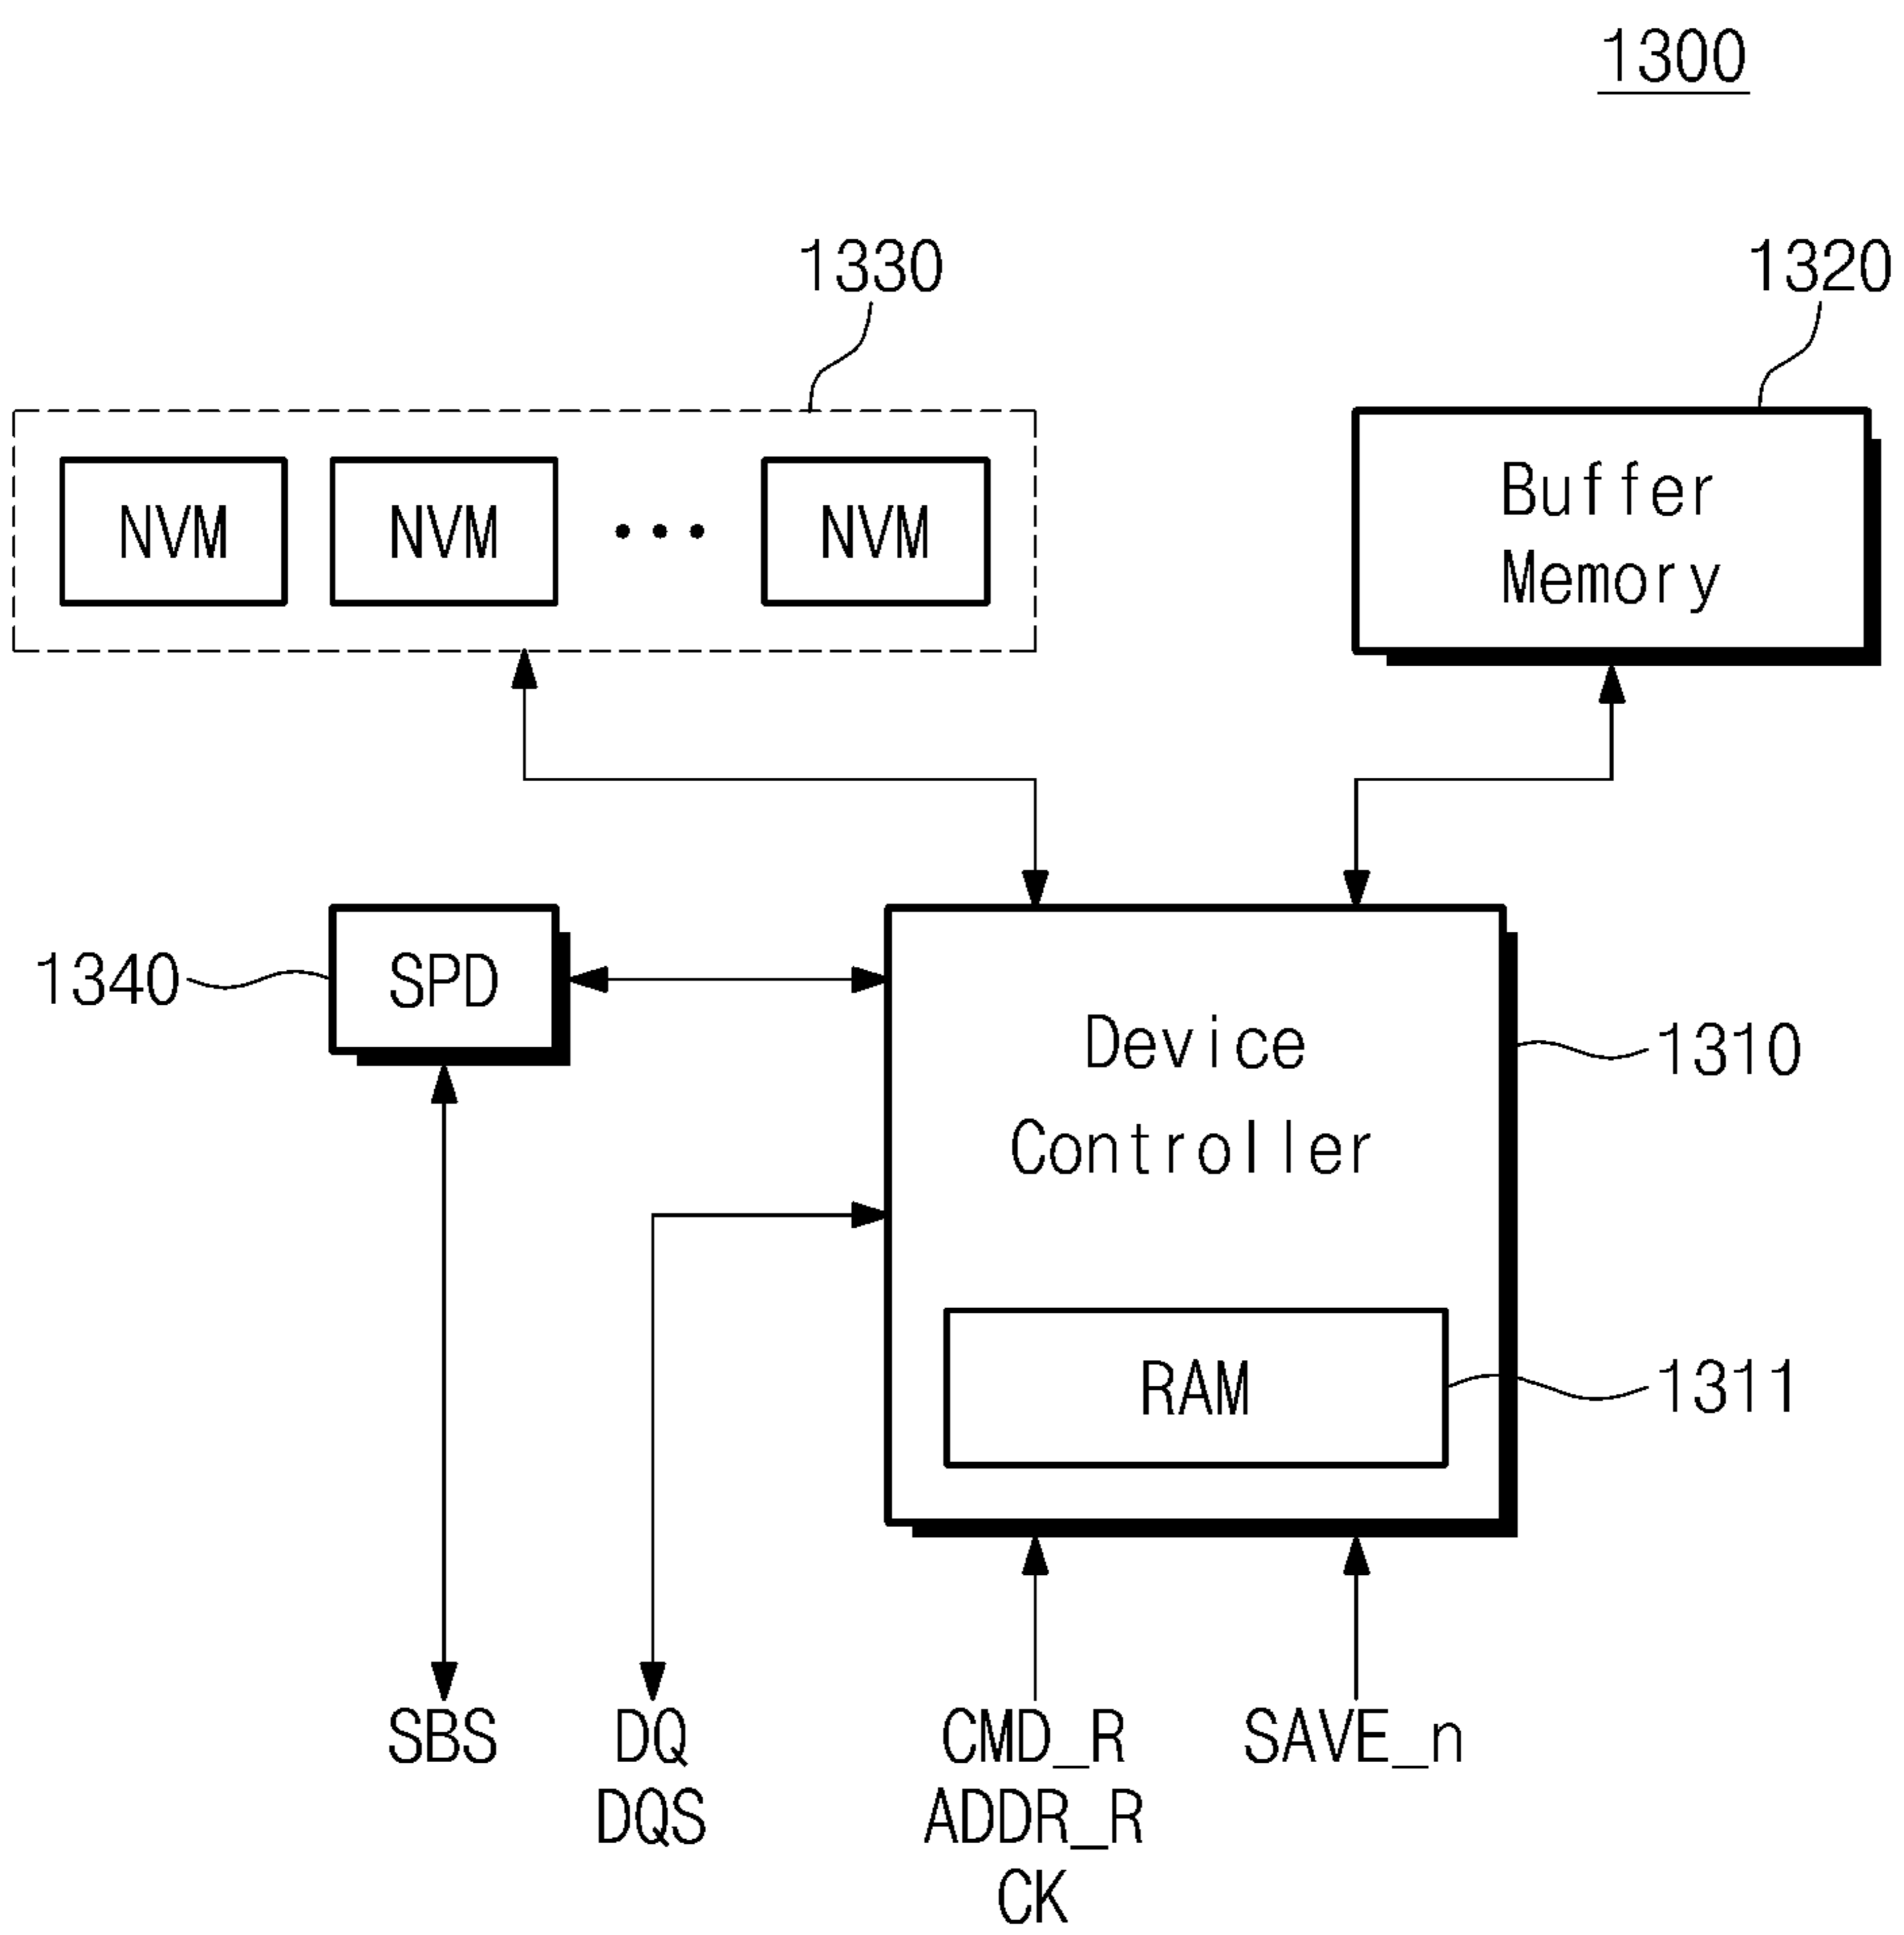 1300
1330
1320
NVM NVM ••• NVM
Buffer
Memory
1340
SPD
Device
Controller
1310
RAM
1311
SBS
DQ
DQS
CMD_R
ADDR_R
CK
SAVE_n